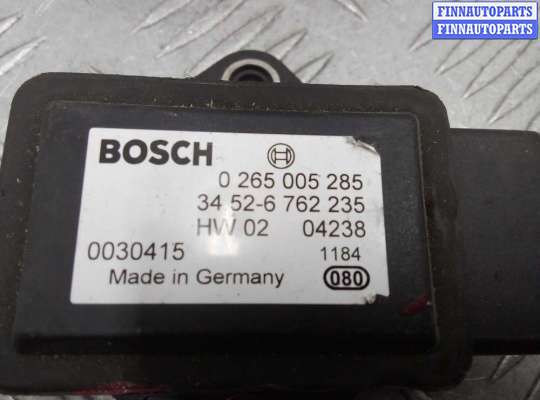 FINNAUTOPARTS
FINNAUTOPARTS
BOSCH
0 265 005 285
34 52-6 762 235
HW 02 04238
0030415 1184
Made in Germany 080